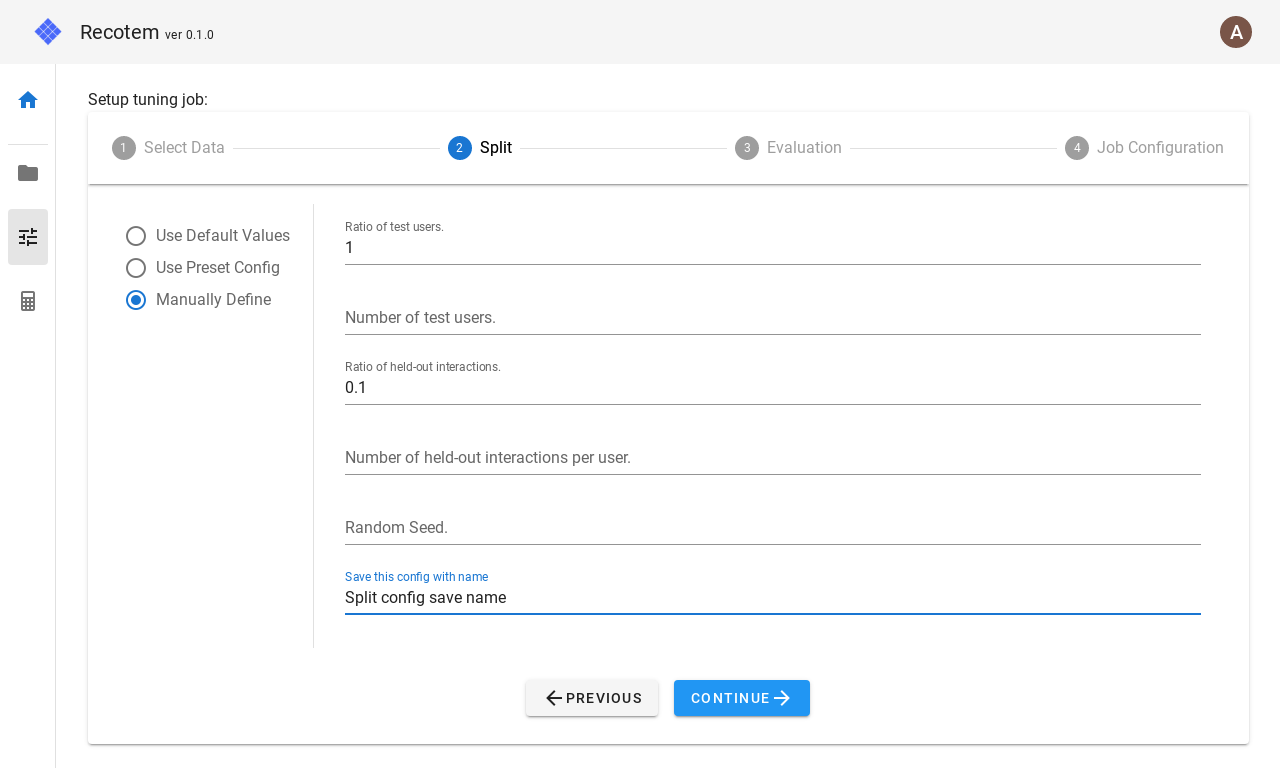 Recotem ver 0.1.0
A
Setup tuning job:
1 Select Data
2 Split
3 Evaluation
4 Job Configuration
Use Default Values
Use Preset Config
Manually Define
Ratio of test users.
1
Number of test users.
Ratio of held-out interactions.
0.1
Number of held-out interactions per user.
Random Seed.
Save this config with name
Split config save name
PREVIOUS
CONTINUE